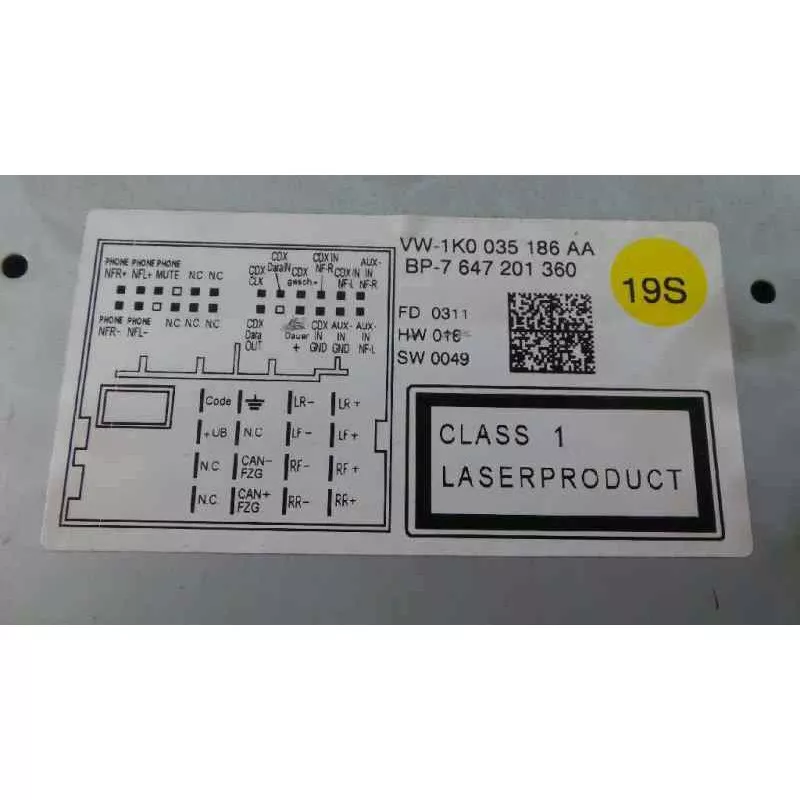 VW-1K0 035 186 AA
BP-7 647 201 360
19S
FD 0311
HW 016
SW 0049
PHONE PHONE PHONE
NFR+ NFL+ MUTE N.C N.C
CDX CLK
CDX DataIN
CDX gesch.+
CDX IN NF-R
CDX IN NF-L
AUX- IN NF-R
PHONE PHONE
NFR- NFL- N.C. N.C. N.C
CDX Data OUT
Dauer +
CDX IN GND
AUX- IN GND
AUX- IN NF-L
Code LR- LR+
+UB N.C LF- LF+
N.C. CAN- FZG RF- RF+
N.C. CAN+ FZG RR- RR+
CLASS 1
LASERPRODUCT